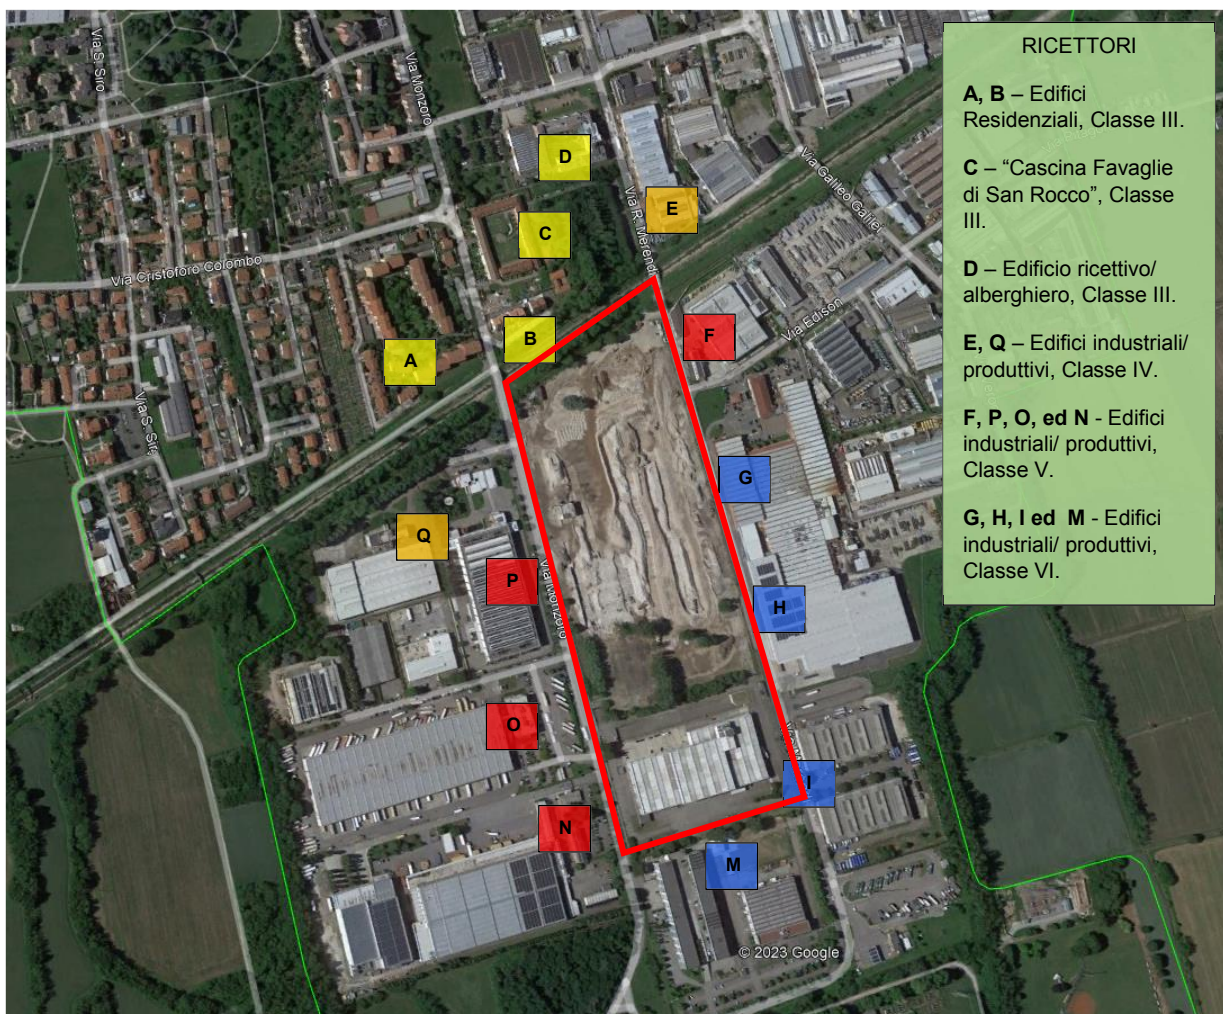 RICETTORI
A, B – Edifici
Residenziali, Classe III.
C – “Cascina Favaglie
di San Rocco”, Classe
III.
D – Edificio ricettivo/
alberghiero, Classe III.
E, Q – Edifici industriali/
produttivi, Classe IV.
F, P, O, ed N - Edifici
industriali/ produttivi,
Classe V.
G, H, I ed M - Edifici
industriali/ produttivi,
Classe VI.
Via S. Siro
Via Monzoro
D
Via Galileo Galilei
E
Via R. Merendi
C
Via Cristoforo Colombo
Via Edison
F
B
A
Via S. Siro
G
Q
P
Via Monzoro
H
O
I
N
M
© 2023 Google